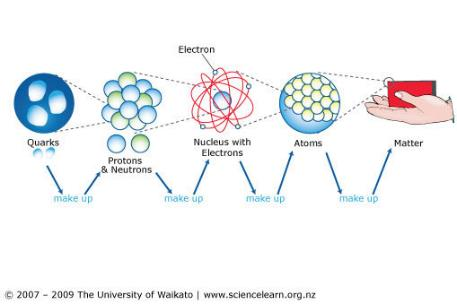 Electron
Quarks
Protons
& Neutrons
Nucleus with
Electrons
Atoms
Matter
make up
make up
make up
make up
© 2007 – 2009 The University of Waikato | www.sciencelearn.org.nz